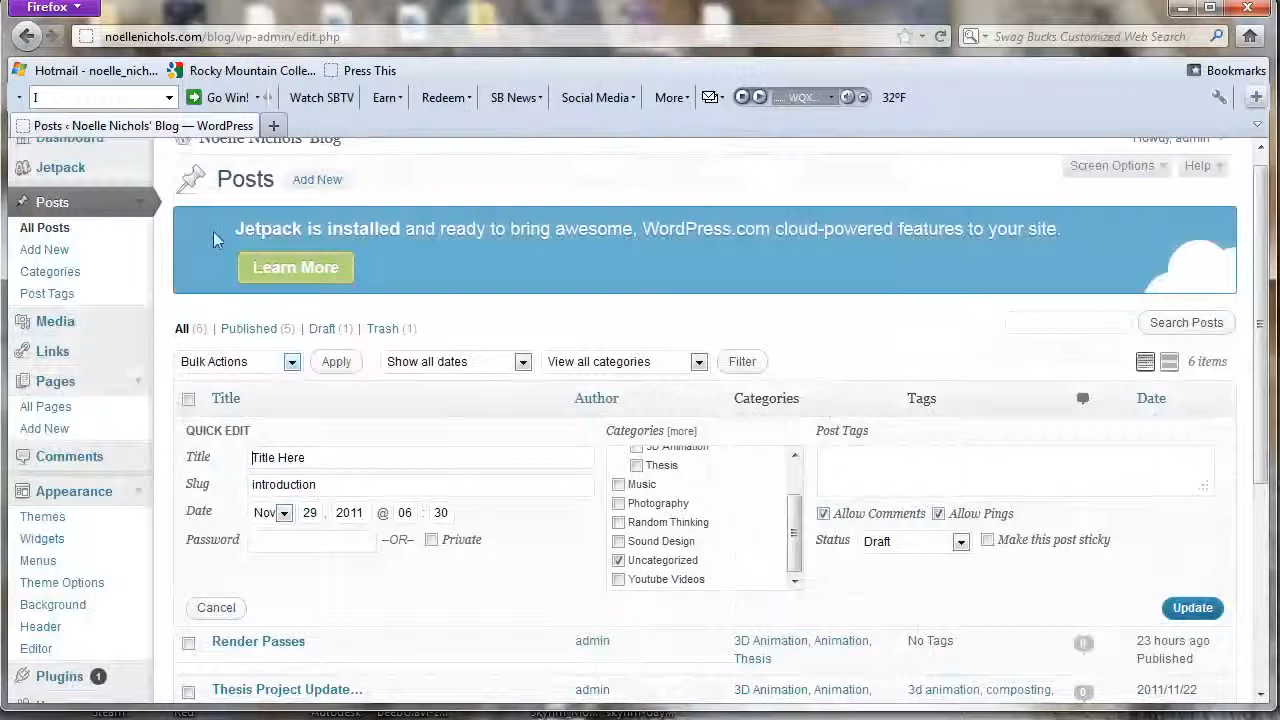 Firefox
noellenichols.com/blog/wp-admin/edit.php
Swag Bucks Customized Web Search
Hotmail - noelle_nich...
Rocky Mountain Colle...
Press This
Bookmarks
I
Go Win!
Watch SBTV
Earn
Redeem
SB News
Social Media
More
WQX...
32°F
Posts ‹ Noelle Nichols' Blog — WordPress
Dashboard
Noelle Nichols' Blog
Howdy, admin
Jetpack
Posts
Add New
Screen Options
Help
Posts
All Posts
Add New
Categories
Post Tags
Jetpack is installed and ready to bring awesome, WordPress.com cloud-powered features to your site.
Learn More
Media
Links
Pages
All Pages
Add New
Comments
Appearance
Themes
Widgets
Menus
Theme Options
Background
Header
Editor
Plugins 1
All (6) | Published (5) | Draft (1) | Trash (1)
Search Posts
Bulk Actions
Apply
Show all dates
View all categories
Filter
6 items
Title
Author
Categories
Tags
Date
QUICK EDIT
Title
Title Here
Slug
introduction
Date
Nov 29 , 2011 @ 06 : 30
Password
–OR–
Private
Categories [more]
3D Animation
Thesis
Music
Photography
Random Thinking
Sound Design
Uncategorized
Youtube Videos
Post Tags
Allow Comments
Allow Pings
Status
Draft
Make this post sticky
Cancel
Update
Render Passes
admin
3D Animation, Animation,
Thesis
No Tags
0
23 hours ago
Published
Thesis Project Update...
admin
3D Animation, Animation,
3d animation, composting,
0
2011/11/22
Steam
Red
Autodesk